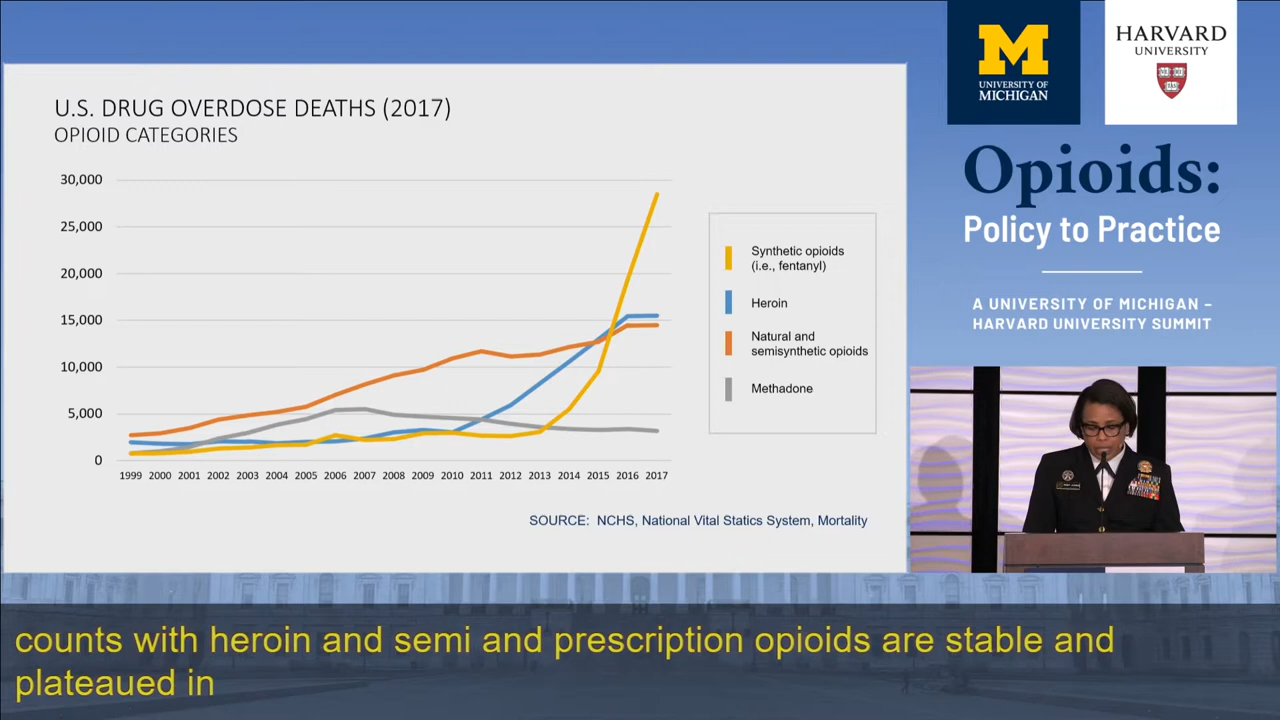 U.S. DRUG OVERDOSE DEATHS (2017)
OPIOID CATEGORIES
30,000
25,000
20,000
15,000
10,000
5,000
0
1999 2000 2001 2002 2003 2004 2005 2006 2007 2008 2009 2010 2011 2012 2013 2014 2015 2016 2017
Synthetic opioids
(i.e., fentanyl)
Heroin
Natural and
semisynthetic opioids
Methadone
SOURCE: NCHS, National Vital Statics System, Mortality
M
UNIVERSITY OF
MICHIGAN
HARVARD
UNIVERSITY
Opioids:
Policy to Practice
A UNIVERSITY OF MICHIGAN –
HARVARD UNIVERSITY SUMMIT
counts with heroin and semi and prescription opioids are stable and
plateaued in